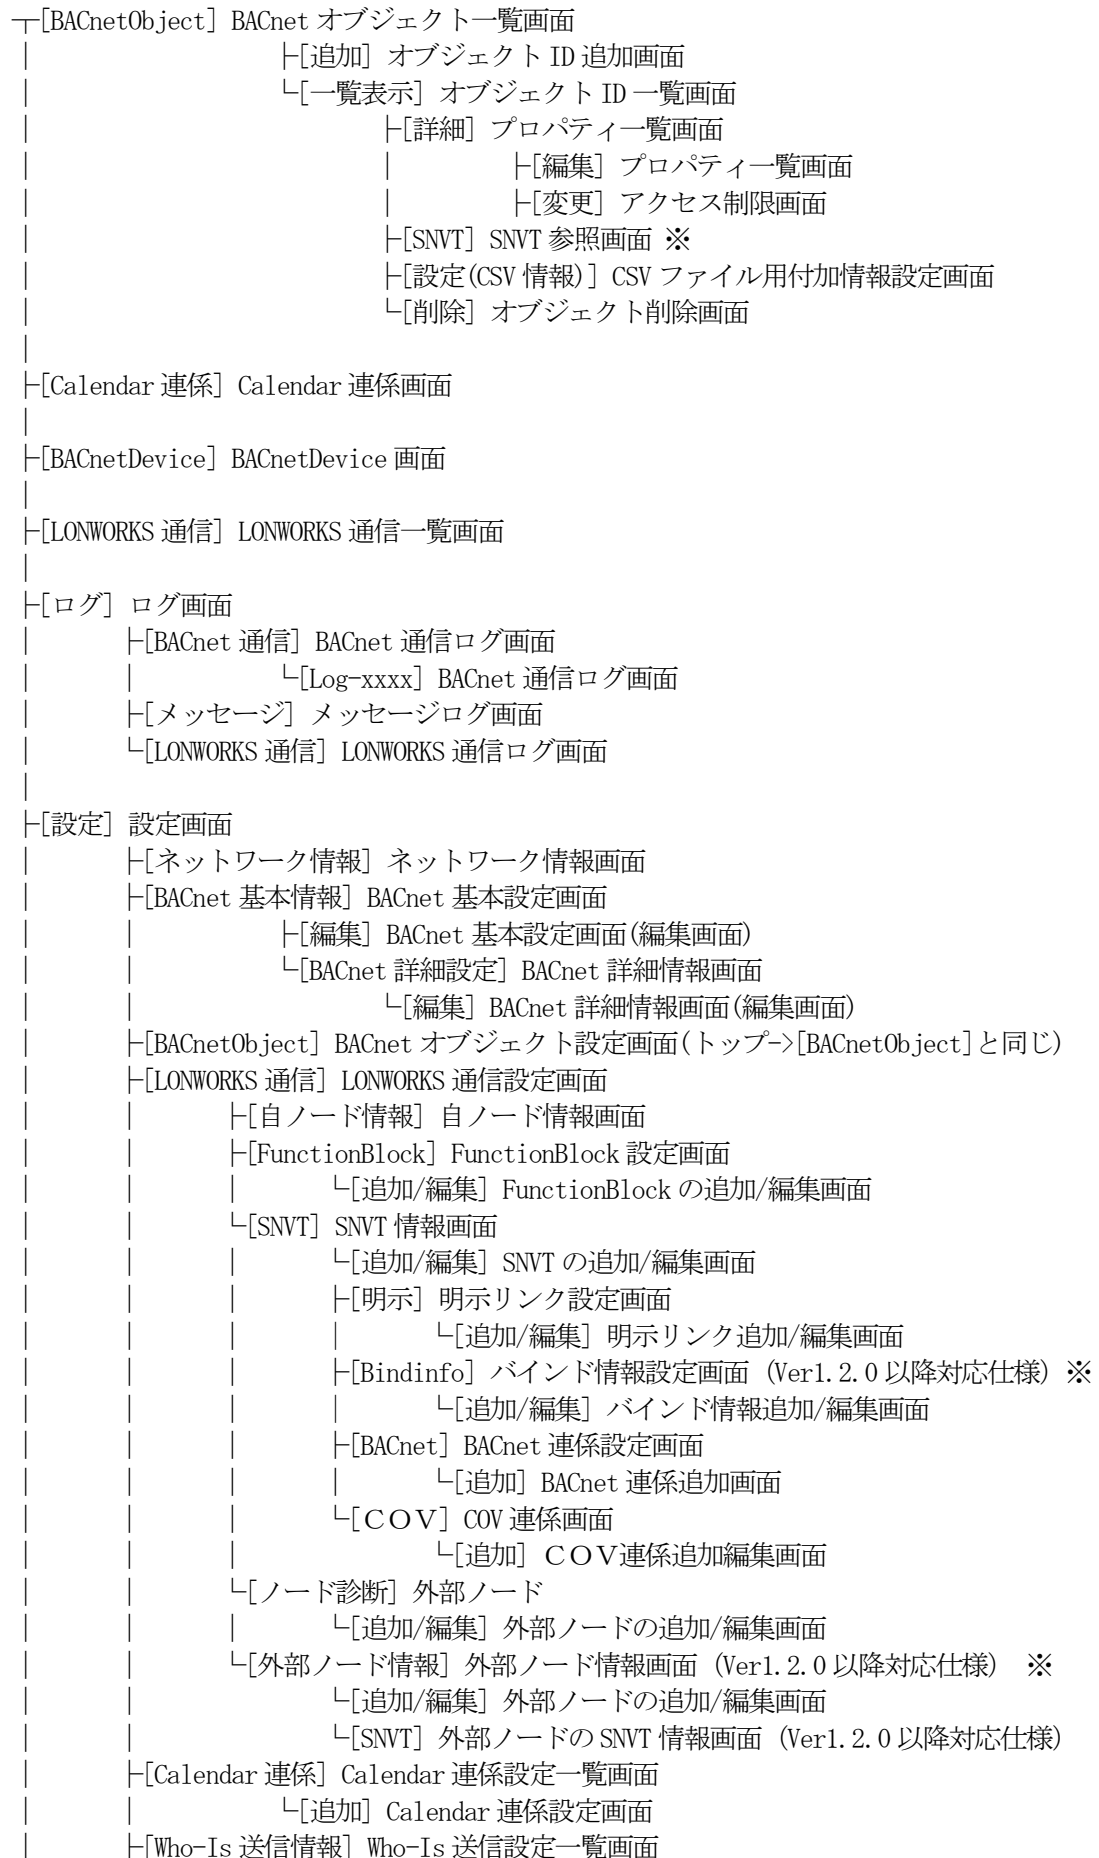 ┬[BACnetObject] BACnet オブジェクト一覧画面
│ ├[追加] オブジェクト ID 追加画面
│ └[一覧表示] オブジェクト ID 一覧画面
│ ├[詳細] プロパティ一覧画面
│ │ ├[編集] プロパティ一覧画面
│ │ ├[変更] アクセス制限画面
│ ├[SNVT] SNVT 参照画面 ※
│ ├[設定(CSV 情報)] CSV ファイル用付加情報設定画面
│ └[削除] オブジェクト削除画面
│
├[Calendar 連係] Calendar 連係画面
│
├[BACnetDevice] BACnetDevice 画面
│
├[LONWORKS 通信] LONWORKS 通信一覧画面
│
├[ログ] ログ画面
│ ├[BACnet 通信] BACnet 通信ログ画面
│ │ └[Log-xxxx] BACnet 通信ログ画面
│ ├[メッセージ] メッセージログ画面
│ └[LONWORKS 通信] LONWORKS 通信ログ画面
│
├[設定] 設定画面
│ ├[ネットワーク情報] ネットワーク情報画面
│ ├[BACnet 基本情報] BACnet 基本設定画面
│ │ ├[編集] BACnet 基本設定画面(編集画面)
│ │ └[BACnet 詳細設定] BACnet 詳細情報画面
│ │ └[編集] BACnet 詳細情報画面(編集画面)
│ ├[BACnetObject] BACnet オブジェクト設定画面(トップ->[BACnetObject]と同じ)
│ ├[LONWORKS 通信] LONWORKS 通信設定画面
│ │ ├[自ノード情報] 自ノード情報画面
│ │ ├[FunctionBlock] FunctionBlock 設定画面
│ │ │ └[追加/編集] FunctionBlock の追加/編集画面
│ │ └[SNVT] SNVT 情報画面
│ │ │ └[追加/編集] SNVT の追加/編集画面
│ │ │ ├[明示] 明示リンク設定画面
│ │ │ │ └[追加/編集] 明示リンク追加/編集画面
│ │ │ ├[Bindinfo] バインド情報設定画面 (Ver1.2.0 以降対応仕様) ※
│ │ │ │ └[追加/編集] バインド情報追加/編集画面
│ │ │ ├[BACnet] BACnet 連係設定画面
│ │ │ │ └[追加] BACnet 連係追加画面
│ │ │ └[COV] COV 連係画面
│ │ │ └[追加] COV連係追加編集画面
│ │ └[ノード診断] 外部ノード
│ │ │ └[追加/編集] 外部ノードの追加/編集画面
│ │ └[外部ノード情報] 外部ノード情報画面 (Ver1.2.0 以降対応仕様) ※
│ │ └[追加/編集] 外部ノードの追加/編集画面
│ │ └[SNVT] 外部ノードの SNVT 情報画面 (Ver1.2.0 以降対応仕様)
│ ├[Calendar 連係] Calendar 連係設定一覧画面
│ │ └[追加] Calendar 連係設定画面
│ ├[Who-Is 送信情報] Who-Is 送信設定一覧画面